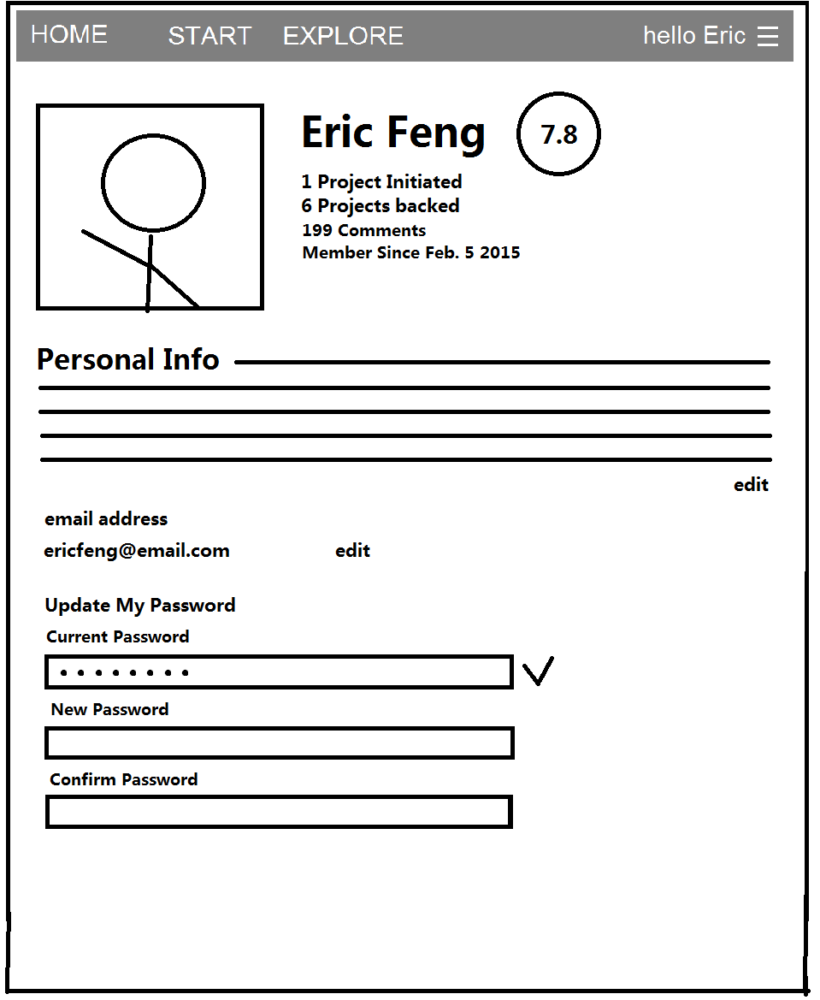 HOME START EXPLORE hello Eric
Eric Feng 7.8
1 Project Initiated
6 Projects backed
199 Comments
Member Since Feb. 5 2015
Personal Info
edit
email address
ericfeng@email.com edit
Update My Password
Current Password
New Password
Confirm Password